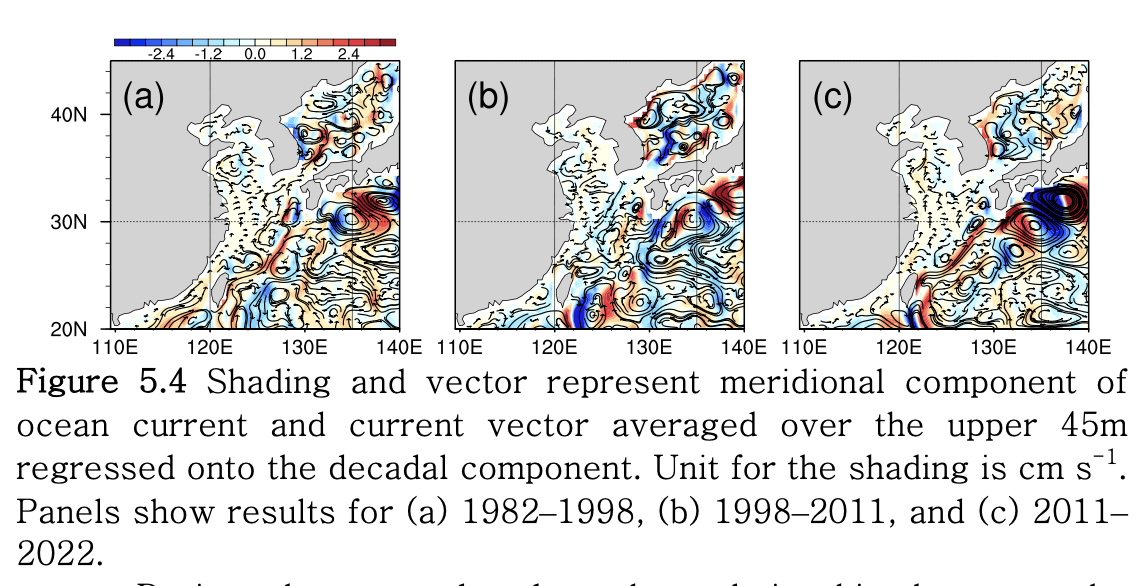 -2.4 -1.2 0.0 1.2 2.4
(a) (b) (c)
40N
30N
20N
110E 120E 130E 140E 110E 120E 130E 140E 110E 120E 130E 140E
Figure 5.4 Shading and vector represent meridional component of
ocean current and current vector averaged over the upper 45m
regressed onto the decadal component. Unit for the shading is cm s⁻¹.
Panels show results for (a) 1982–1998, (b) 1998–2011, and (c) 2011–
2022.